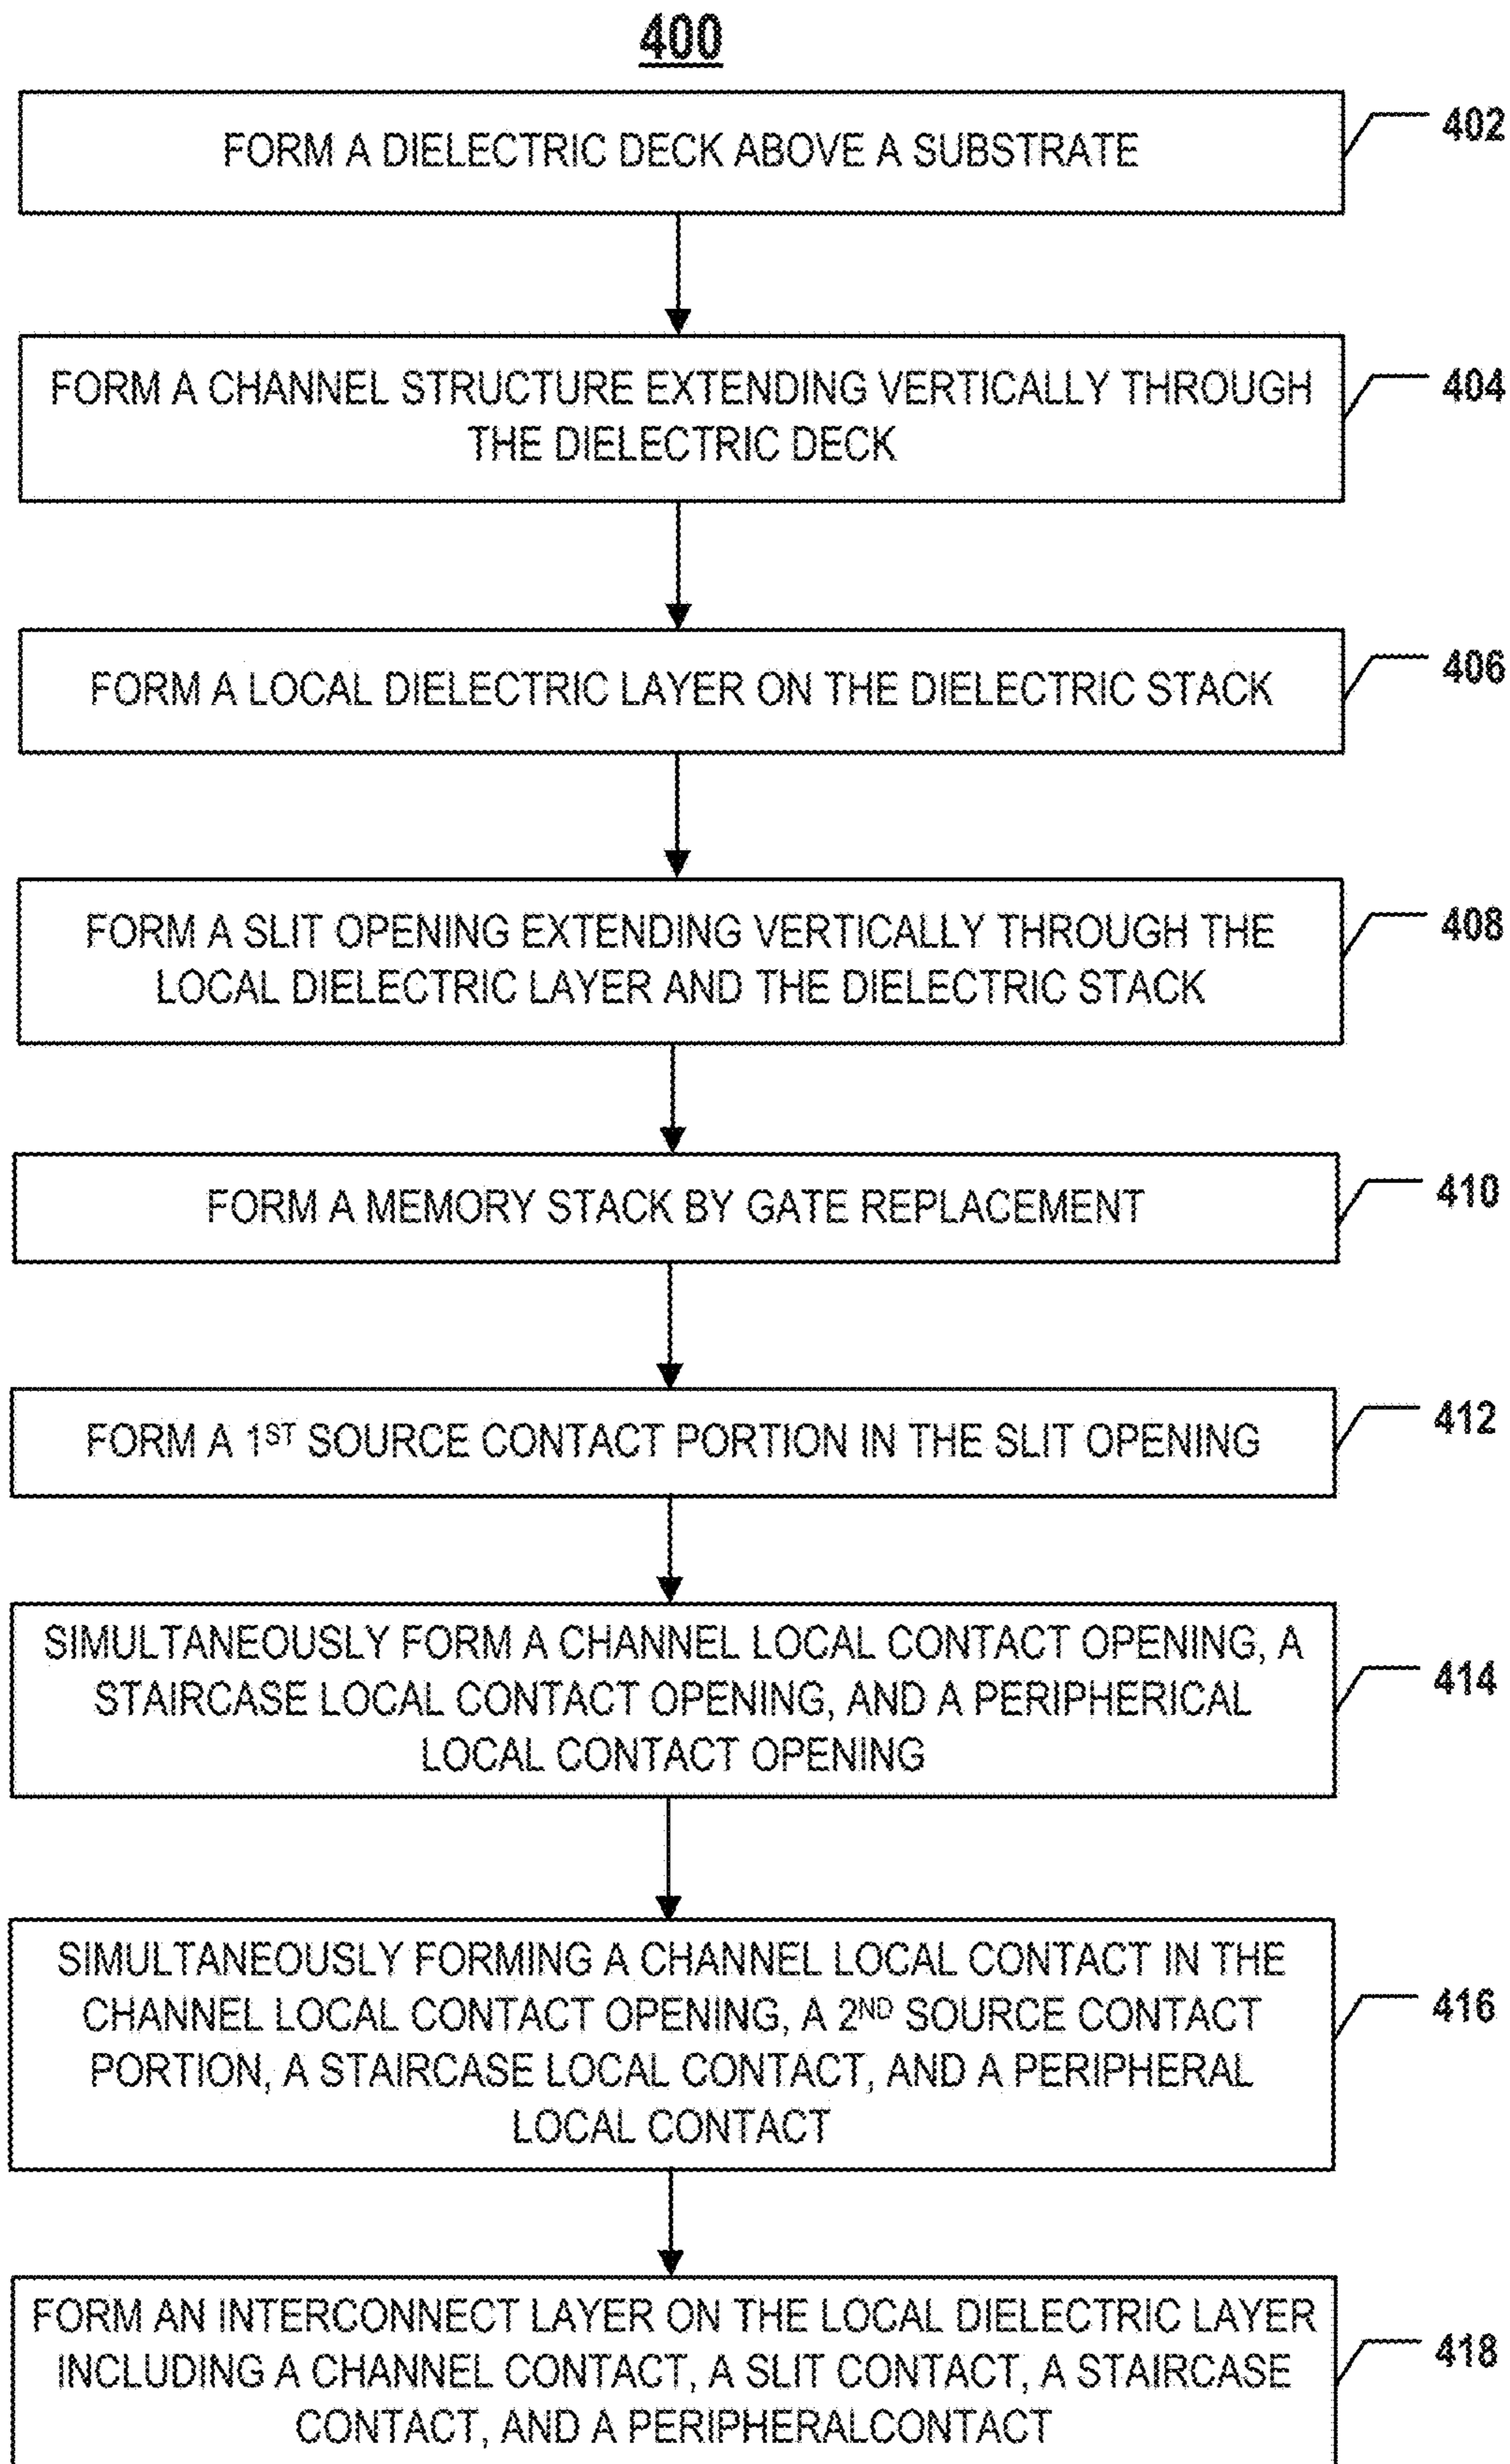 400
FORM A DIELECTRIC DECK ABOVE A SUBSTRATE
402
FORM A CHANNEL STRUCTURE EXTENDING VERTICALLY THROUGH
THE DIELECTRIC DECK
404
FORM A LOCAL DIELECTRIC LAYER ON THE DIELECTRIC STACK
406
FORM A SLIT OPENING EXTENDING VERTICALLY THROUGH THE
LOCAL DIELECTRIC LAYER AND THE DIELECTRIC STACK
408
FORM A MEMORY STACK BY GATE REPLACEMENT
410
FORM A 1ST SOURCE CONTACT PORTION IN THE SLIT OPENING
412
SIMULTANEOUSLY FORM A CHANNEL LOCAL CONTACT OPENING, A
STAIRCASE LOCAL CONTACT OPENING, AND A PERIPHERICAL
LOCAL CONTACT OPENING
414
SIMULTANEOUSLY FORMING A CHANNEL LOCAL CONTACT IN THE
CHANNEL LOCAL CONTACT OPENING, A 2ND SOURCE CONTACT
PORTION, A STAIRCASE LOCAL CONTACT, AND A PERIPHERAL
LOCAL CONTACT
416
FORM AN INTERCONNECT LAYER ON THE LOCAL DIELECTRIC LAYER
INCLUDING A CHANNEL CONTACT, A SLIT CONTACT, A STAIRCASE
CONTACT, AND A PERIPHERALCONTACT
418